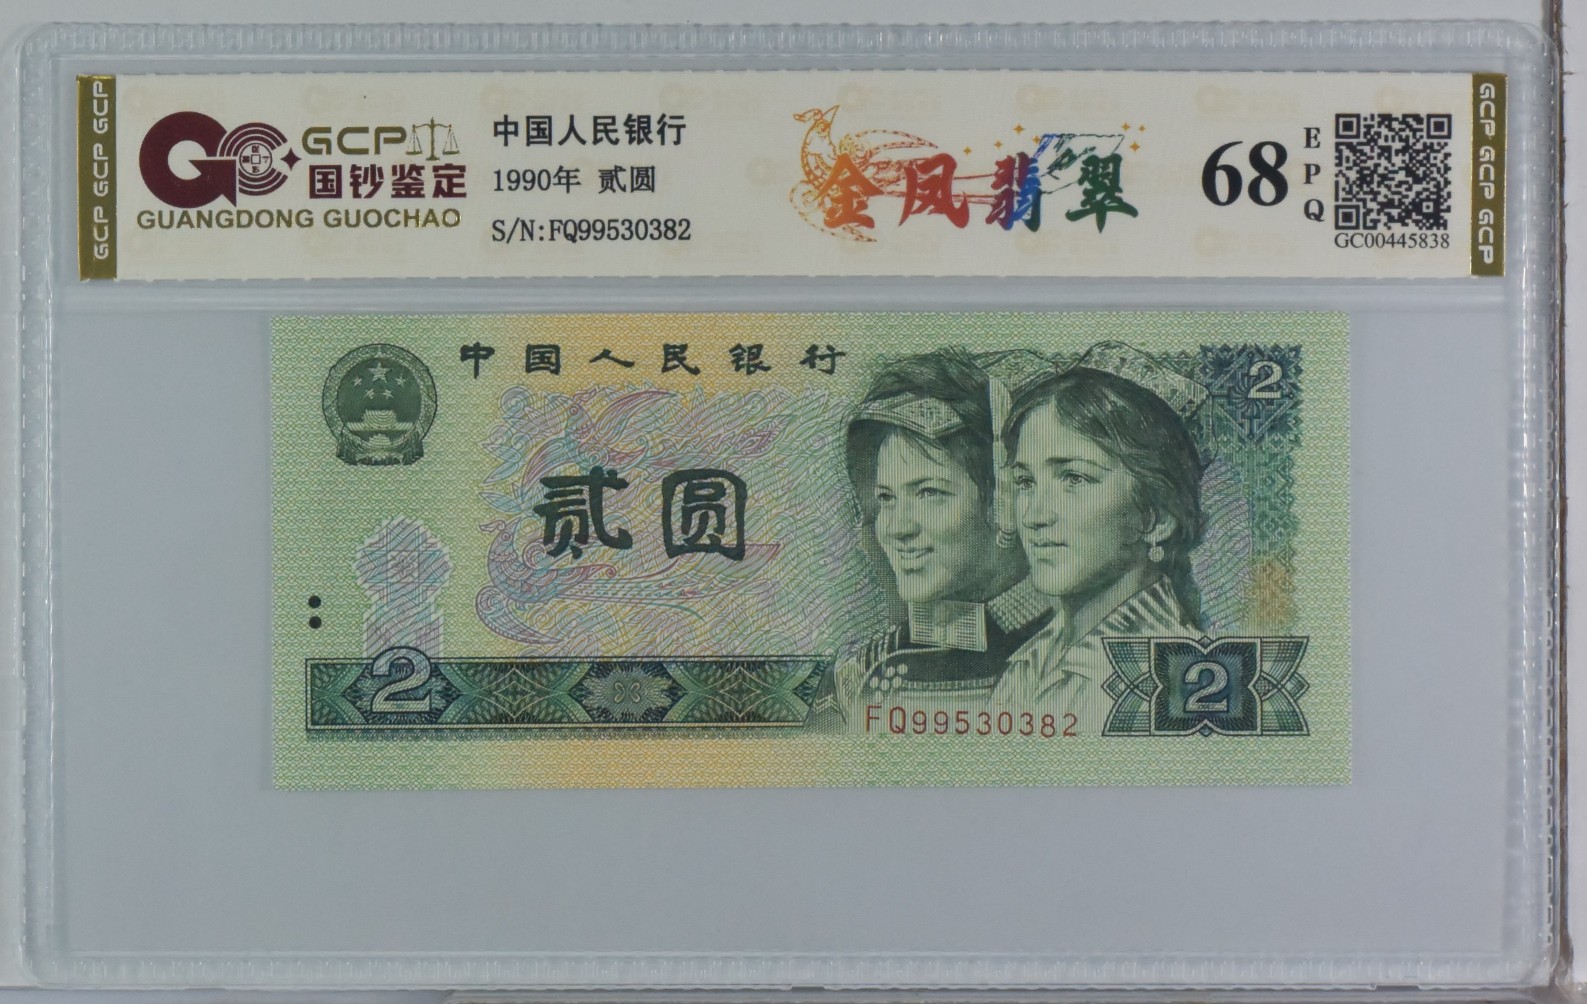 GCP GCP GCP
GCP
国钞鉴定
GUANGDONG GUOCHAO
中国人民银行
1990年 贰圆
S/N:FQ99530382
金凤翡翠
68
EPQ
GC00445838
GCP GCP GCP
中国人民银行
2
贰圆
2
FQ99530382
2